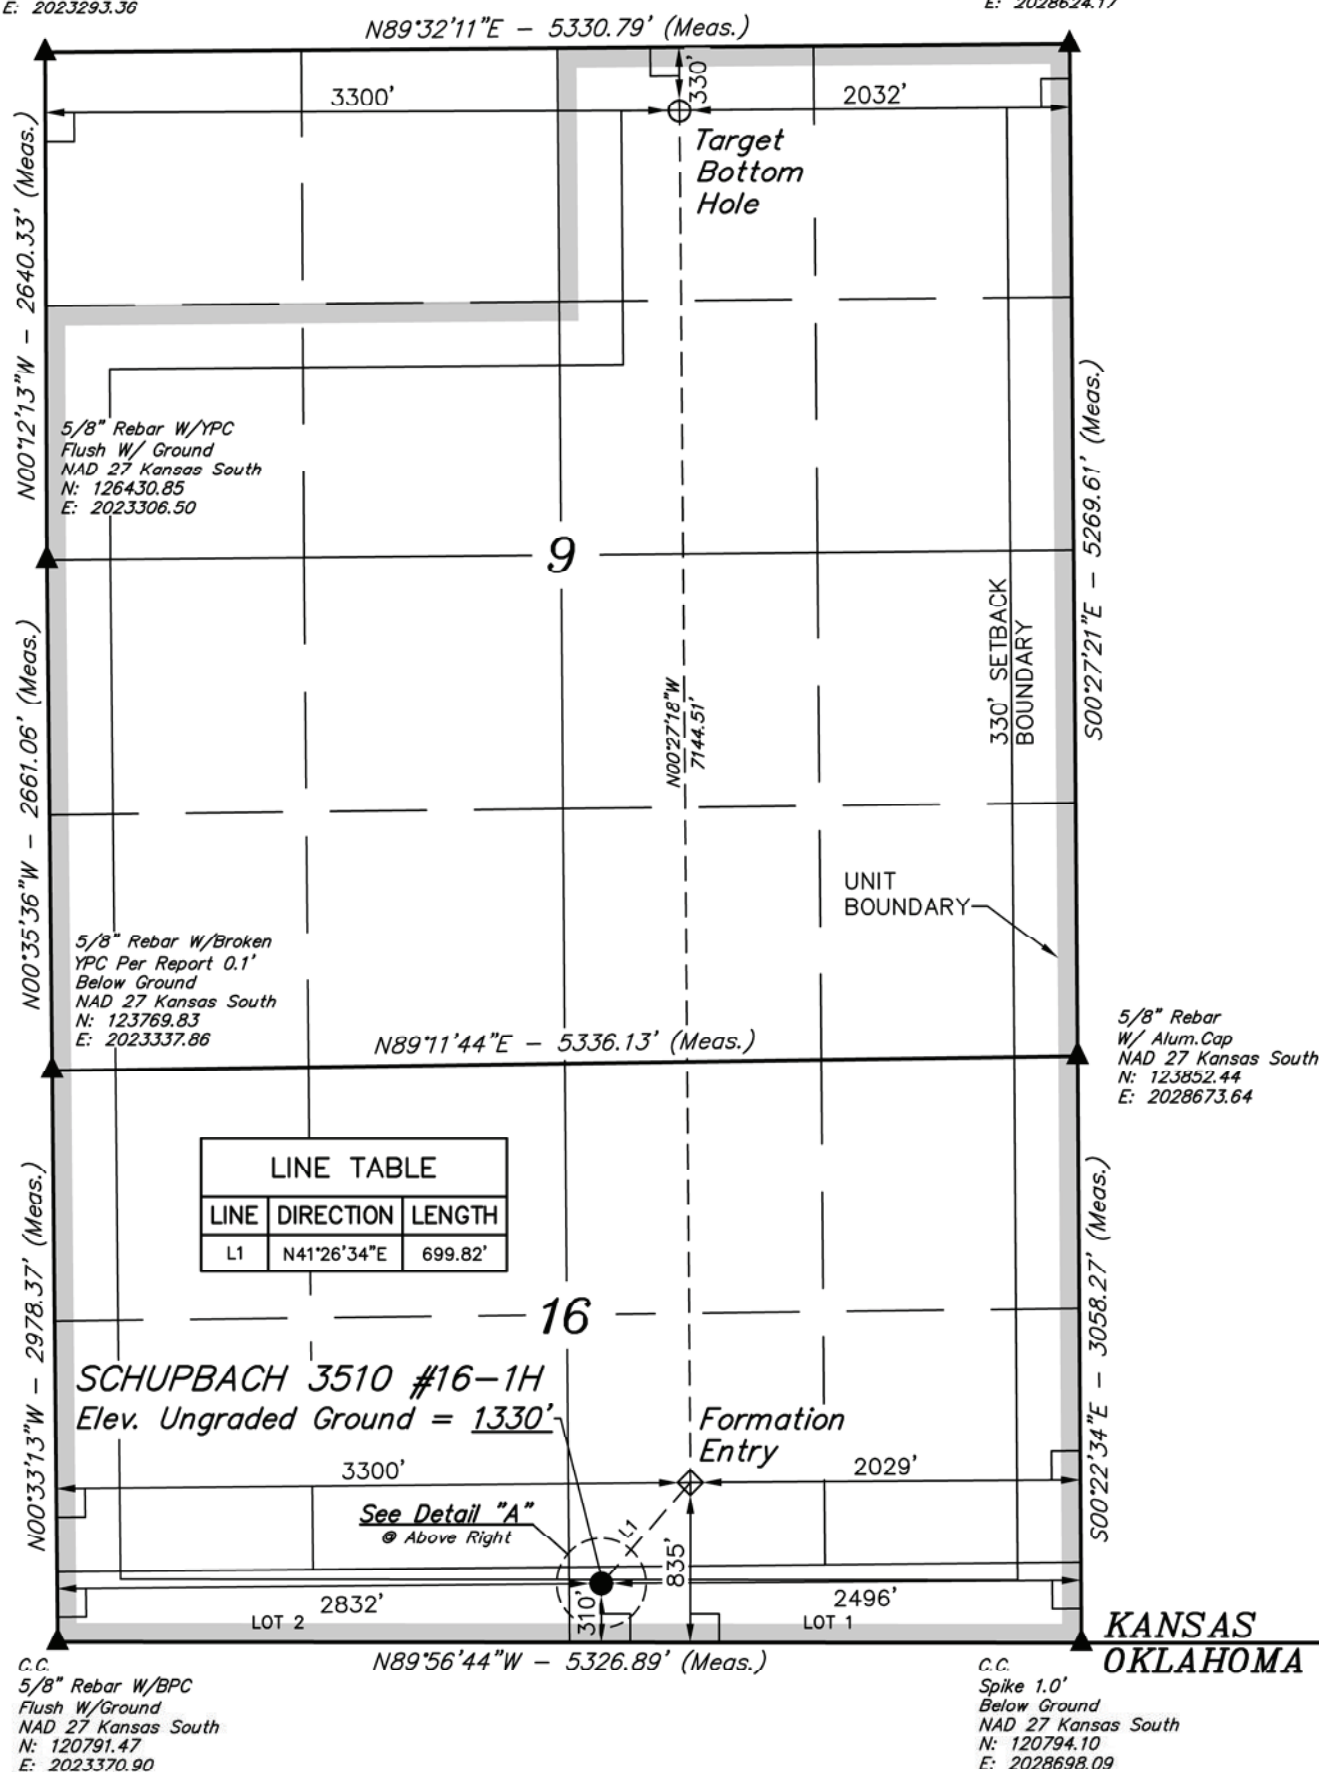 E: 2023293.36
E: 2028624.17
N89°32'11"E - 5330.79' (Meas.)
3300'
330'
2032'
Target
Bottom
Hole
N00°12'13"W - 2640.33' (Meas.)
5/8" Rebar W/YPC
Flush W/ Ground
NAD 27 Kansas South
N: 126430.85
E: 2023306.50
9
S00°27'21"E - 5269.61' (Meas.)
330' SETBACK
BOUNDARY
N00°27'18"W
7144.51'
N00°35'36"W - 2661.06' (Meas.)
UNIT
BOUNDARY
5/8" Rebar W/Broken
YPC Per Report 0.1'
Below Ground
NAD 27 Kansas South
N: 123769.83
E: 2023337.86
N89°11'44"E - 5336.13' (Meas.)
5/8" Rebar
W/ Alum.Cap
NAD 27 Kansas South
N: 123852.44
E: 2028673.64
LINE TABLE
LINE DIRECTION LENGTH
L1 N41°26'34"E 699.82'
N00°33'13"W - 2978.37' (Meas.)
S00°22'34"E - 3058.27' (Meas.)
16
SCHUPBACH 3510 #16-1H
Elev. Ungraded Ground = 1330'
Formation
Entry
3300'
2029'
See Detail "A"
@ Above Right
L1
835'
310'
2832'
2496'
LOT 2
LOT 1
KANSAS
OKLAHOMA
N89°56'44"W - 5326.89' (Meas.)
C.C.
5/8" Rebar W/BPC
Flush W/Ground
NAD 27 Kansas South
N: 120791.47
E: 2023370.90
C.C.
Spike 1.0'
Below Ground
NAD 27 Kansas South
N: 120794.10
E: 2028698.09